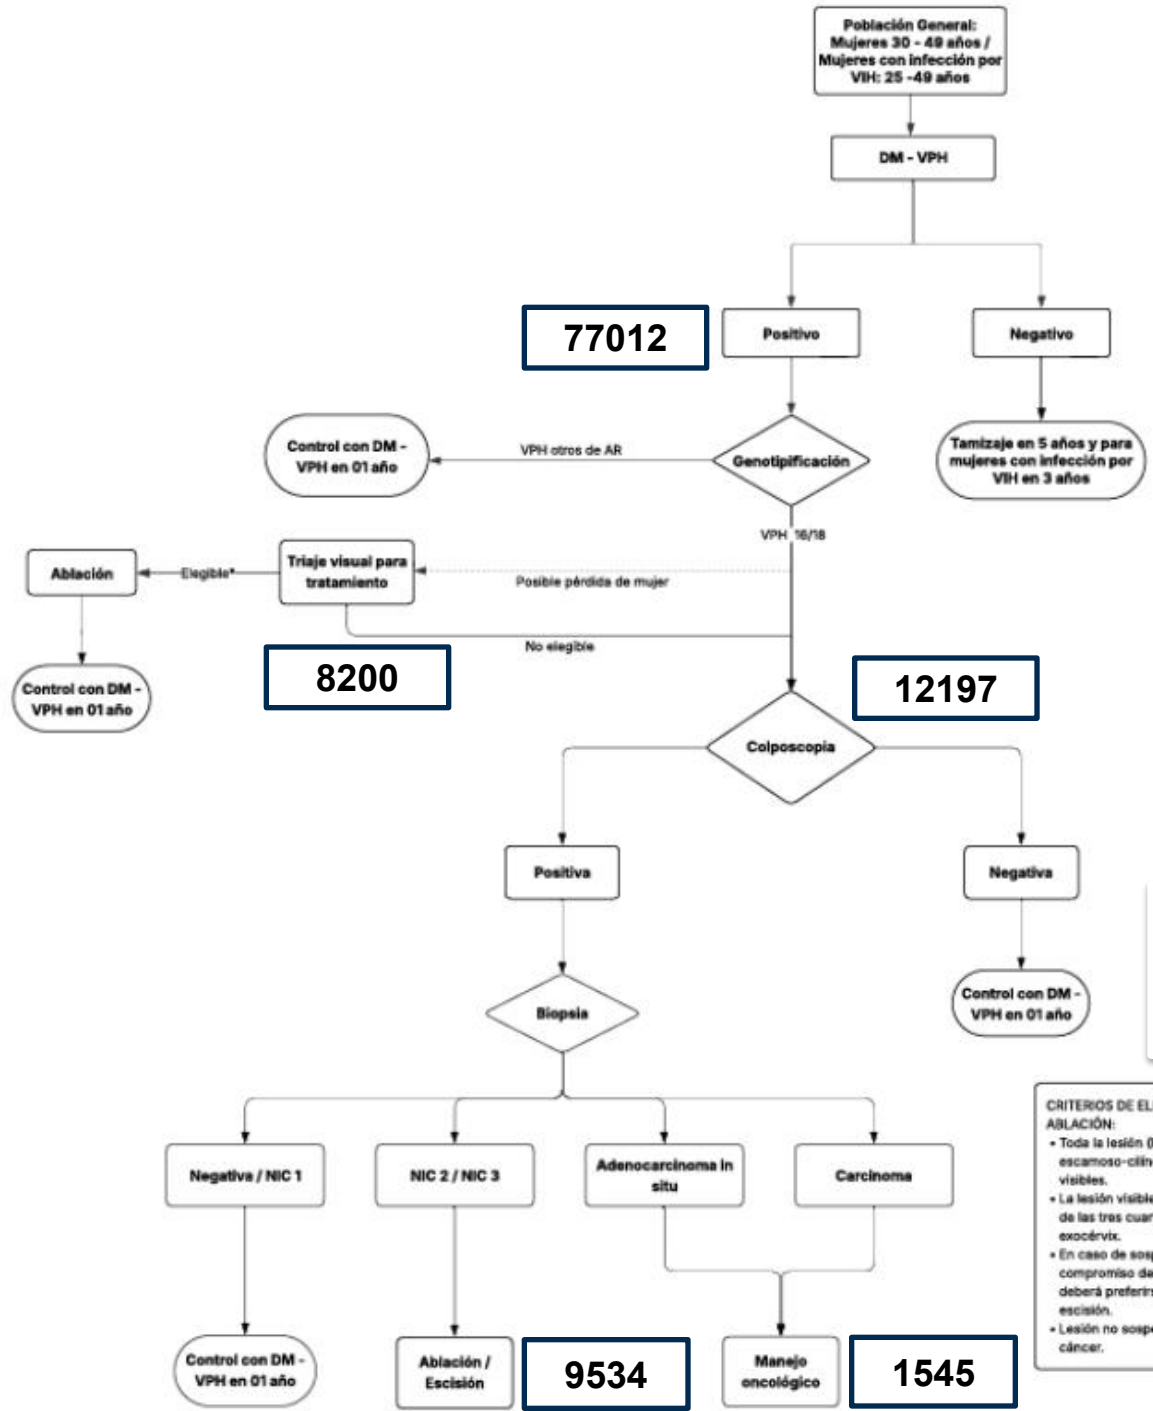 Población General:
Mujeres 30 - 49 años /
Mujeres con infección por
VIH: 25 -49 años
DM - VPH
77012
Positivo
Negativo
Control con DM -
VPH en 01 año
VPH otros de AR
Genotipificación
Tamizaje en 5 años y para
mujeres con infección por
VIH en 3 años
VPH 16/18
Ablación
Elegible*
Triaje visual para
tratamiento
Posible pérdida de mujer
No elegible
8200
12197
Control con DM -
VPH en 01 año
Colposcopia
Positiva
Negativa
Biopsia
Control con DM -
VPH en 01 año
Negativa / NIC 1
NIC 2 / NIC 3
Adenocarcinoma in
situ
Carcinoma
CRITERIOS DE EL
ABLACIÓN:
• Toda la lesión
escamoso-cilín
visibles.
• La lesión visible
de las tres cuar
exocérvix.
• En caso de sosp
compromiso de
deberá preferirs
escisión.
• Lesión no sospe
cáncer.
Control con DM -
VPH en 01 año
Ablación /
Escisión
9534
Manejo
oncológico
1545